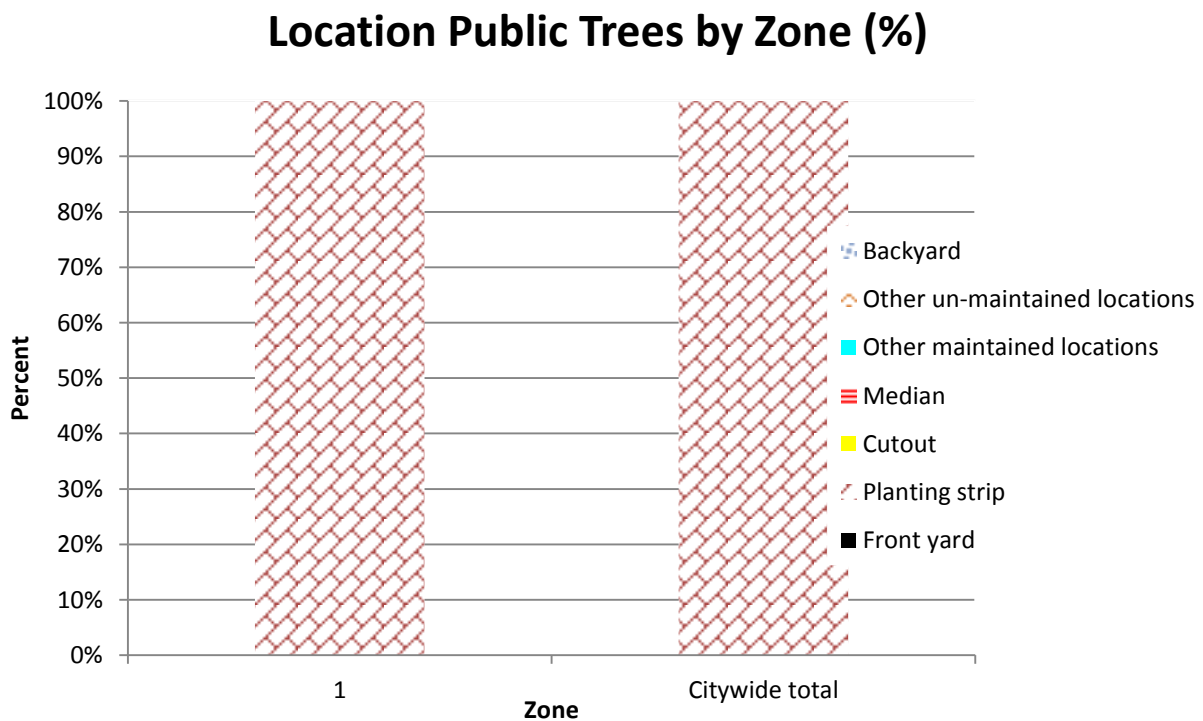 Location Public Trees by Zone (%)
100%
90%
80%
70%
60%
50%
40%
30%
20%
10%
0%
Percent
1
Citywide total
Zone
Backyard
Other un-maintained locations
Other maintained locations
Median
Cutout
Planting strip
Front yard